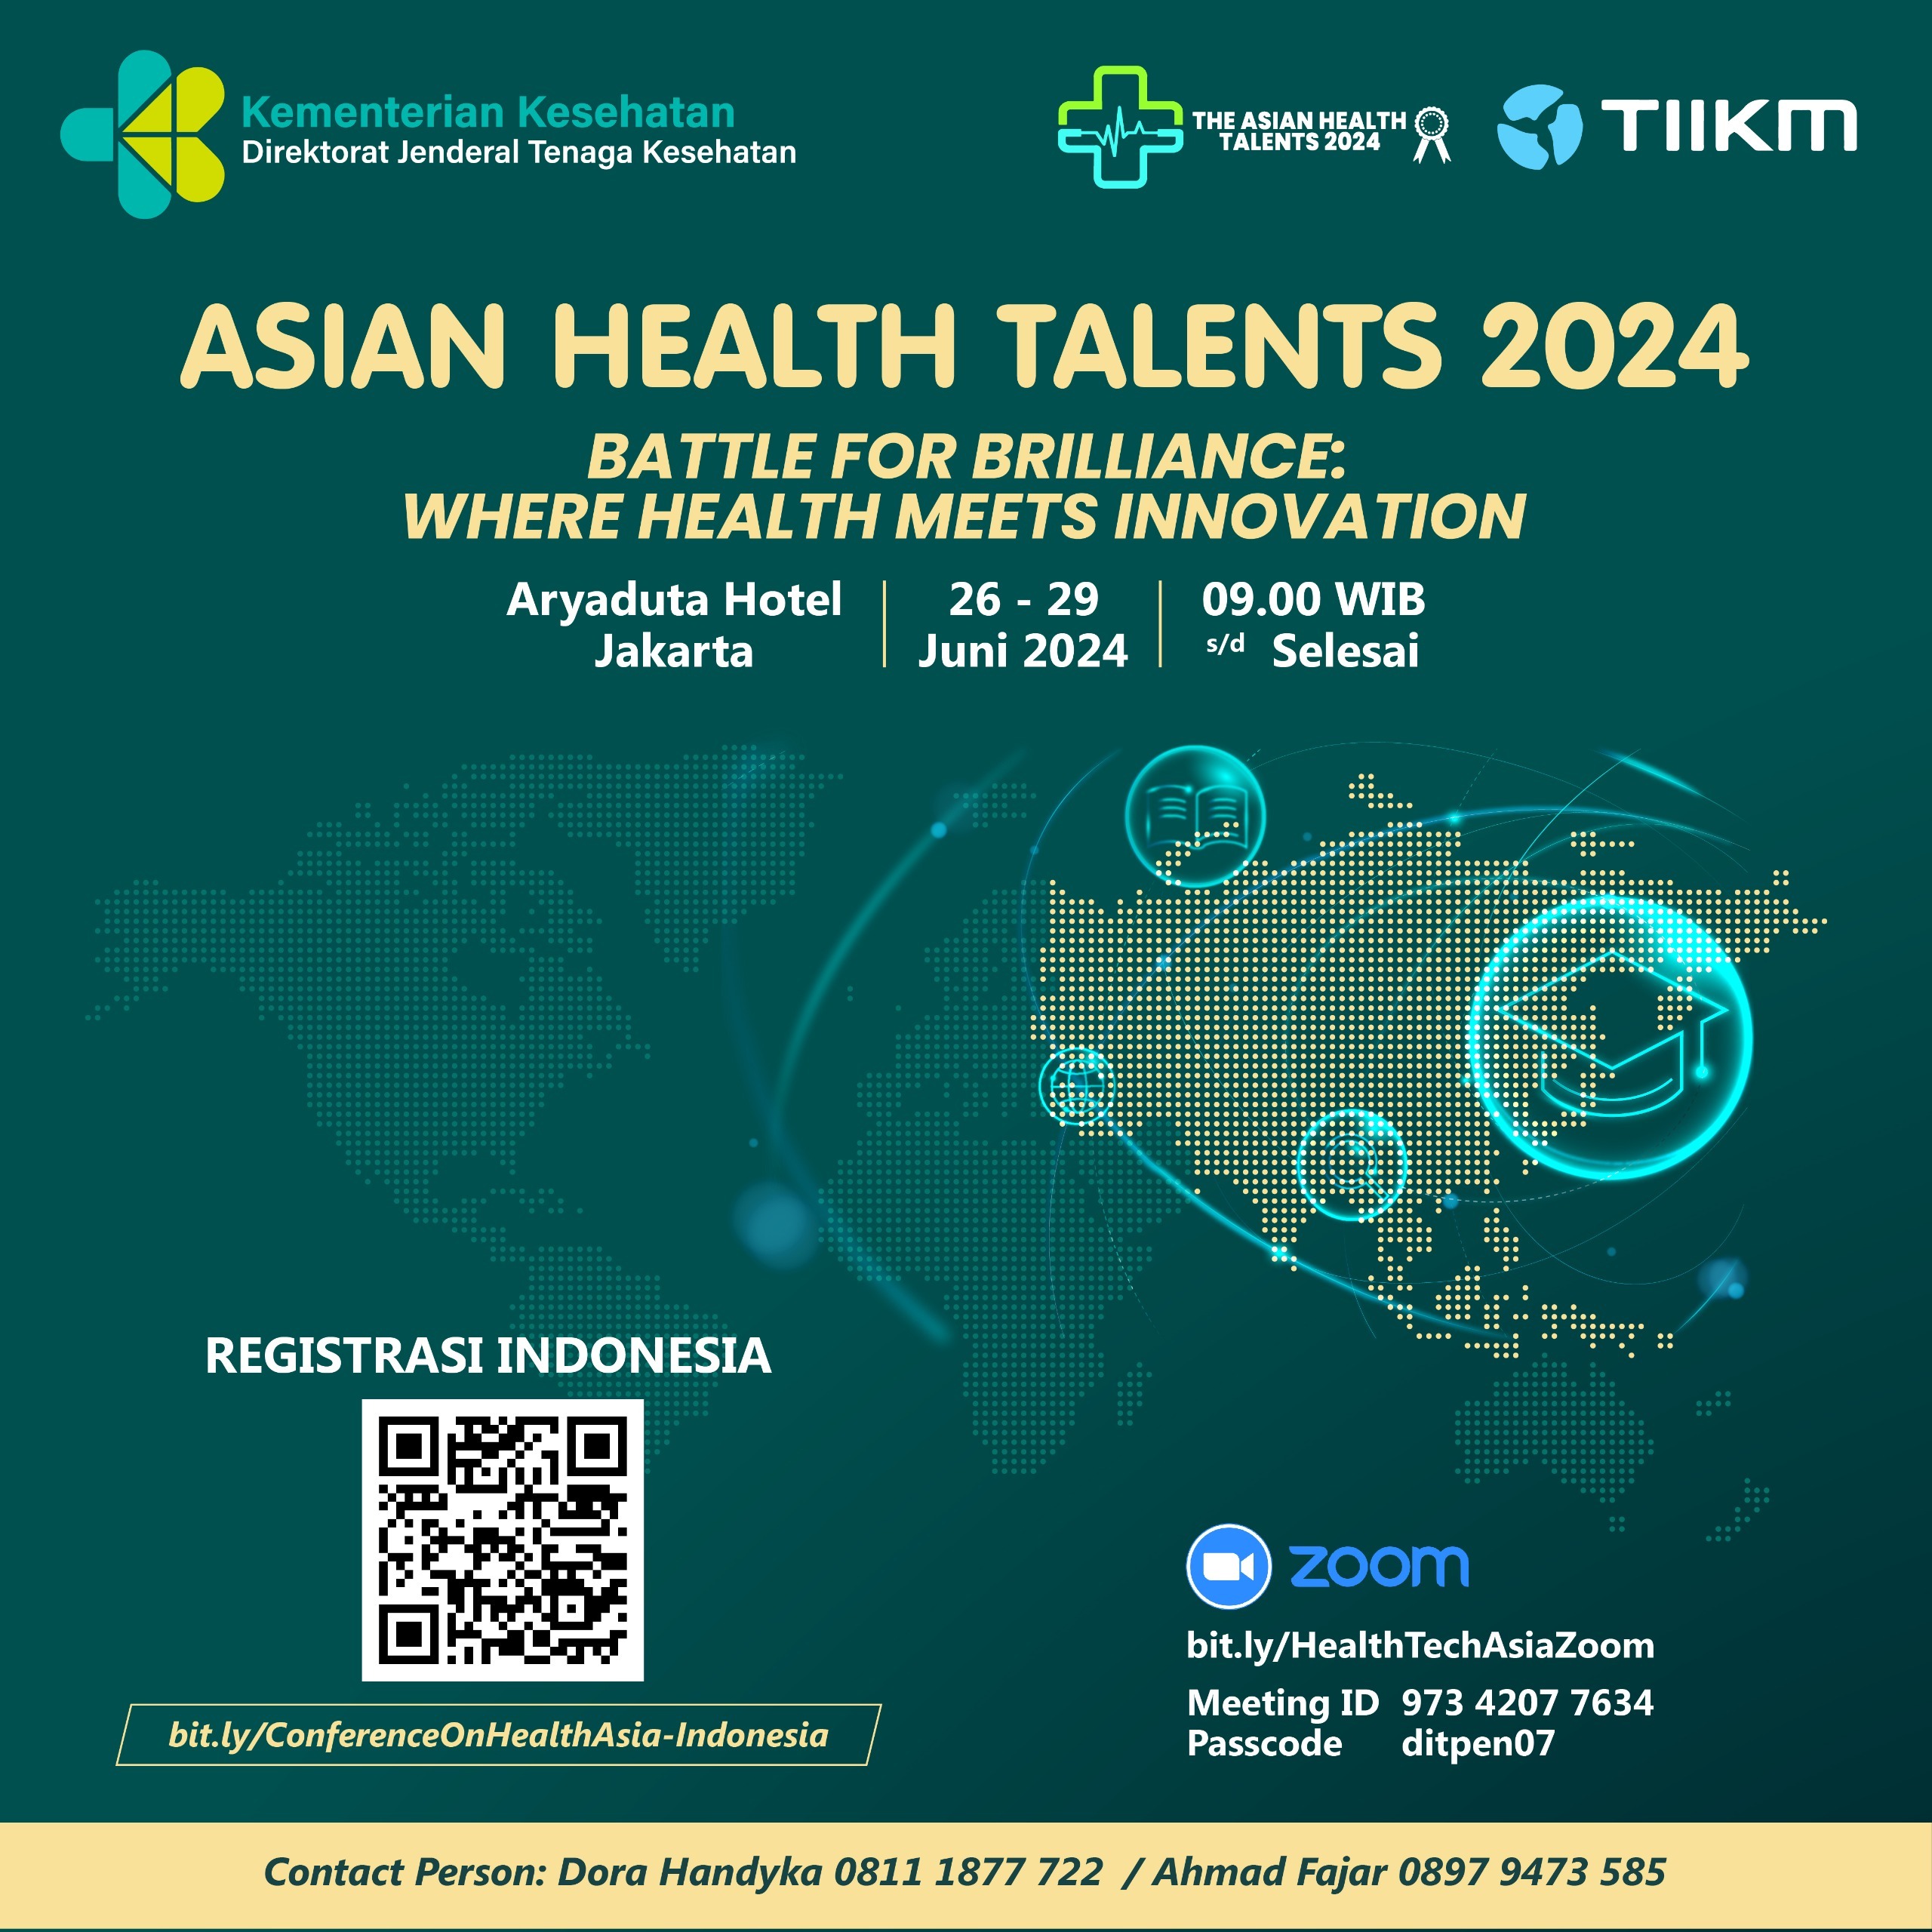 Kementerian Kesehatan
Direktorat Jenderal Tenaga Kesehatan
THE ASIAN HEALTH
TALENTS 2024
TIIKM
ASIAN HEALTH TALENTS 2024
BATTLE FOR BRILLIANCE:
WHERE HEALTH MEETS INNOVATION
Aryaduta Hotel
Jakarta
26 - 29
Juni 2024
09.00 WIB
s/d Selesai
REGISTRASI INDONESIA
bit.ly/ConferenceOnHealthAsia-Indonesia
zoom
bit.ly/HealthTechAsiaZoom
Meeting ID 973 4207 7634
Passcode ditpen07
Contact Person: Dora Handyka 0811 1877 722 / Ahmad Fajar 0897 9473 585